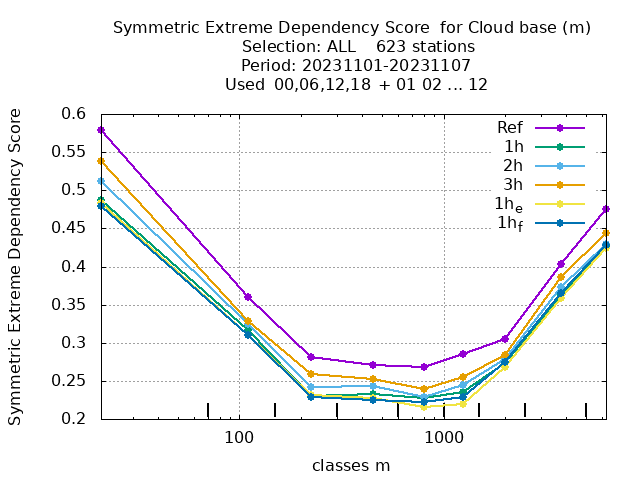 Symmetric Extreme Dependency Score  for Cloud base (m)
Selection: ALL    623 stations
Period: 20231101-20231107
Used  00,06,12,18 + 01 02 ... 12
Symmetric Extreme Dependency Score
0.6
0.55
0.5
0.45
0.4
0.35
0.3
0.25
0.2
Ref
1h
2h
3h
1he
1hf
100
1000
classes m